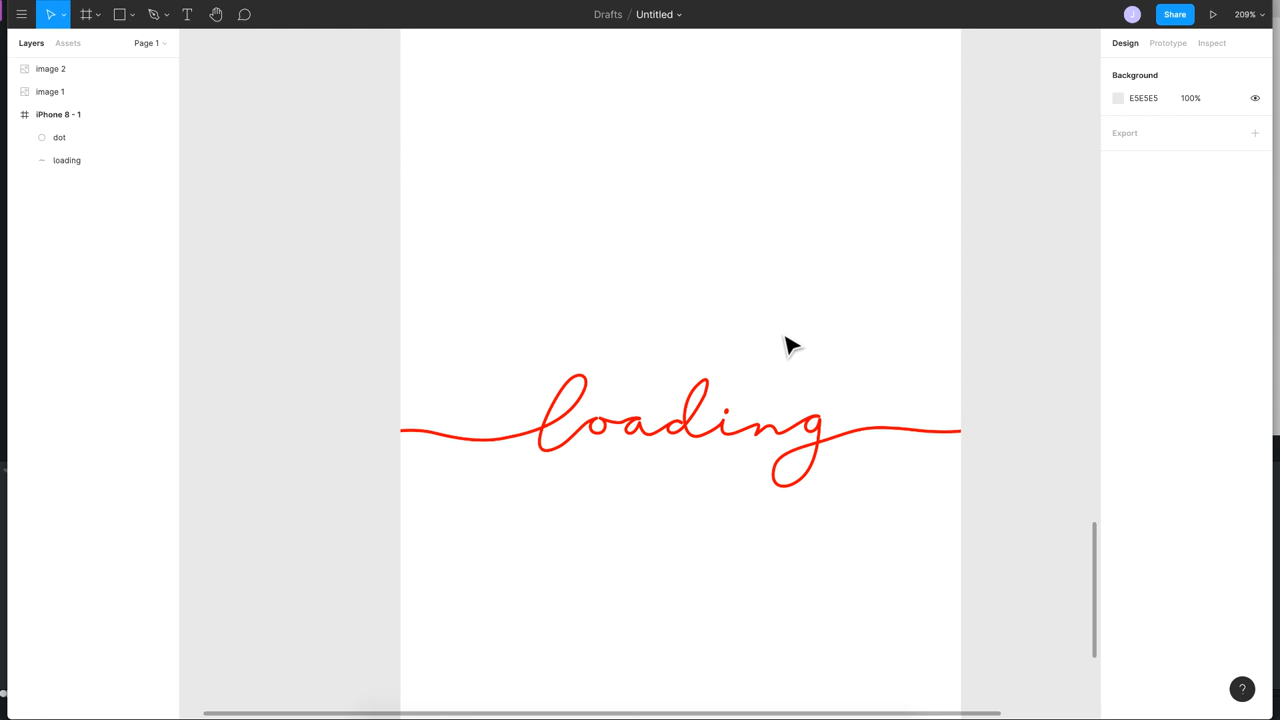 Drafts / Untitled
J
Share
209%
Layers
Assets
Page 1
image 2
image 1
iPhone 8 - 1
dot
loading
loading
Design
Prototype
Inspect
Background
E5E5E5
100%
Export
?